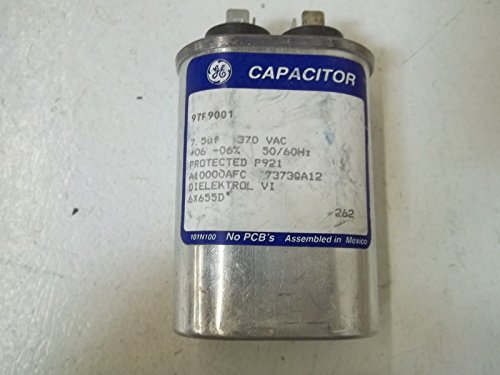 GE CAPACITOR
97F9001
7.5uf 370 VAC
+06 -06% 50/60Hz
PROTECTED P921
A10000AFC 7373GA12
DIELEKTROL VI
6X655D
-262
101N100 No PCB's Assembled in Mexico